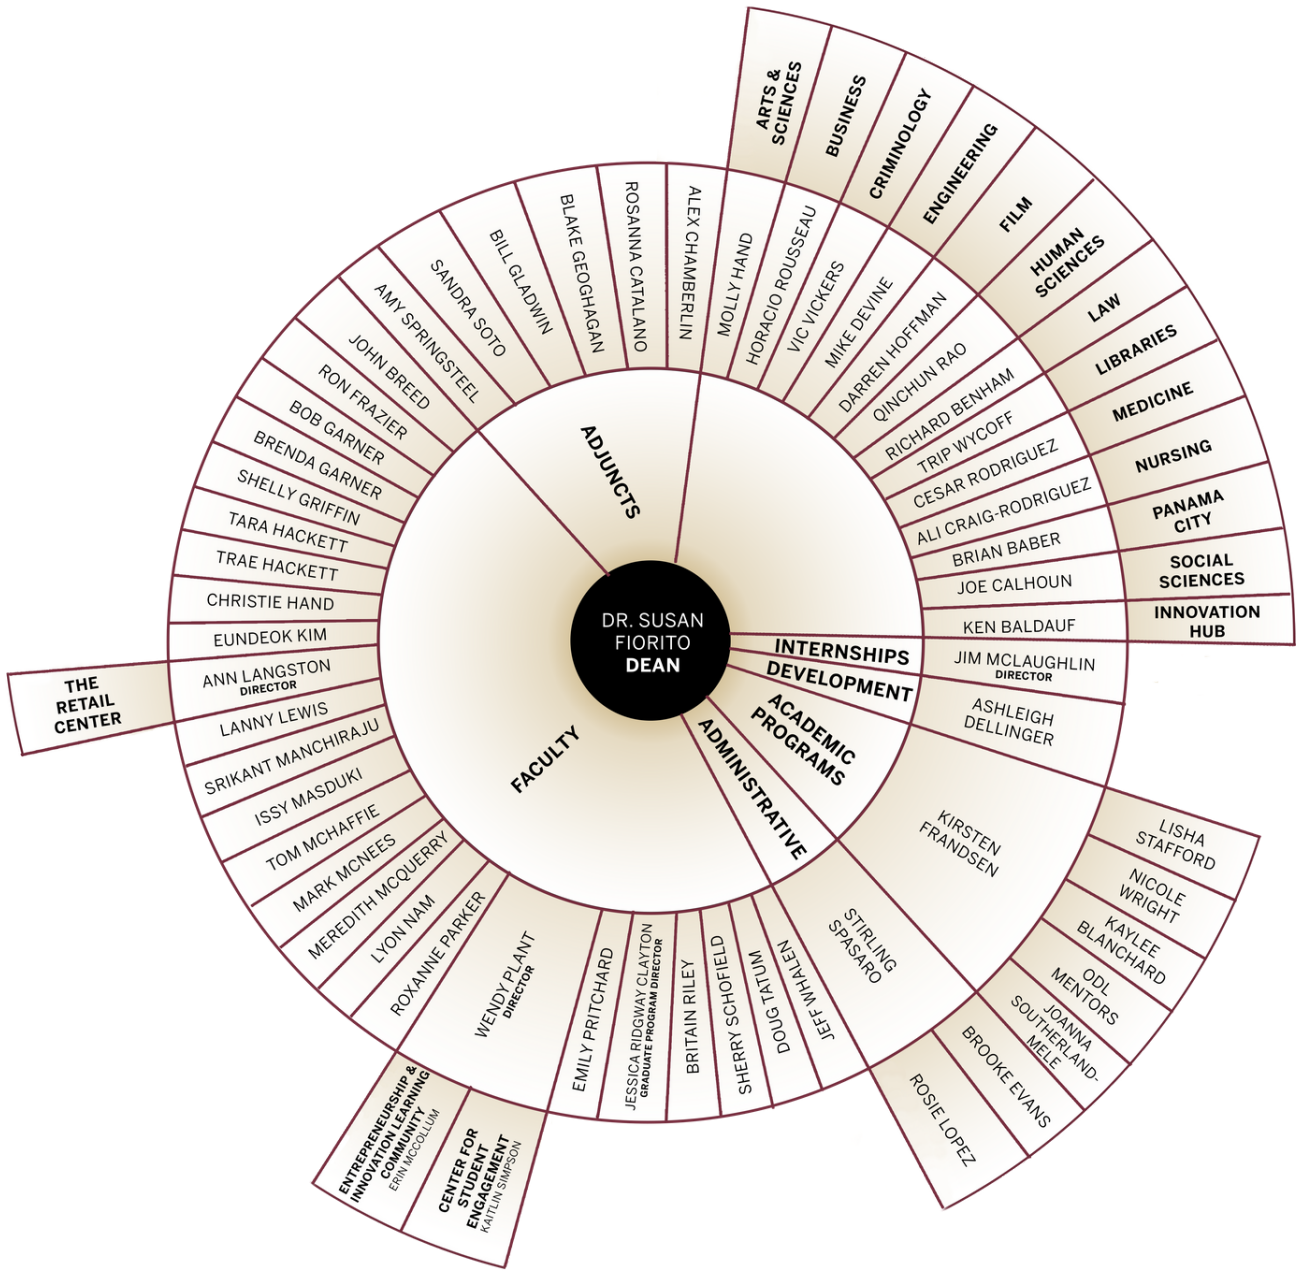 DR. SUSAN
FIORITO
DEAN
ADJUNCTS
INTERNSHIPS
DEVELOPMENT
ACADEMIC
PROGRAMS
ADMINISTRATIVE
FACULTY
AMY SPRINGSTEEL
SANDRA SOTO
BILL GLADWIN
BLAKE GEOGHAGAN
ROSANNA CATALANO
ALEX CHAMBERLIN
MOLLY HAND
ARTS &
SCIENCES
HORACIO ROUSSEAU
BUSINESS
VIC VICKERS
CRIMINOLOGY
MIKE DEVINE
ENGINEERING
DARREN HOFFMAN
FILM
QINCHUN RAO
HUMAN
SCIENCES
RICHARD BENHAM
LAW
TRIP WYCOFF
LIBRARIES
CESAR RODRIGUEZ
MEDICINE
ALI CRAIG-RODRIGUEZ
NURSING
BRIAN BABER
PANAMA
CITY
JOE CALHOUN
SOCIAL
SCIENCES
KEN BALDAUF
INNOVATION
HUB
JIM MCLAUGHLIN
DIRECTOR
ASHLEIGH
DELLINGER
KIRSTEN
FRANDSEN
LISHA
STAFFORD
NICOLE
WRIGHT
KAYLEE
BLANCHARD
ODL
MENTORS
JOANNA
SOUTHERLAND-
MELE
STIRLING
SPASARO
BROOKE EVANS
ROSIE LOPEZ
JEFF WHALEN
DOUG TATUM
SHERRY SCHOFIELD
BRITAIN RILEY
JESSICA RIDGWAY CLAYTON
GRADUATE PROGRAM DIRECTOR
EMILY PRITCHARD
WENDY PLANT
DIRECTOR
CENTER FOR
STUDENT
ENGAGEMENT
KAITLIN SIMPSON
ENTREPRENEURSHIP &
INNOVATION LEARNING
COMMUNITY
ERIN MCCOLLUM
ROXANNE PARKER
LYON NAM
MEREDITH MCQUERRY
MARK MCNEES
TOM MCHAFFIE
ISSY MASDUKI
SRIKANT MANCHIRAJU
LANNY LEWIS
ANN LANGSTON
DIRECTOR
THE
RETAIL
CENTER
EUNDEOK KIM
CHRISTIE HAND
TRAE HACKETT
TARA HACKETT
SHELLY GRIFFIN
BRENDA GARNER
BOB GARNER
RON FRAZIER
JOHN BREED